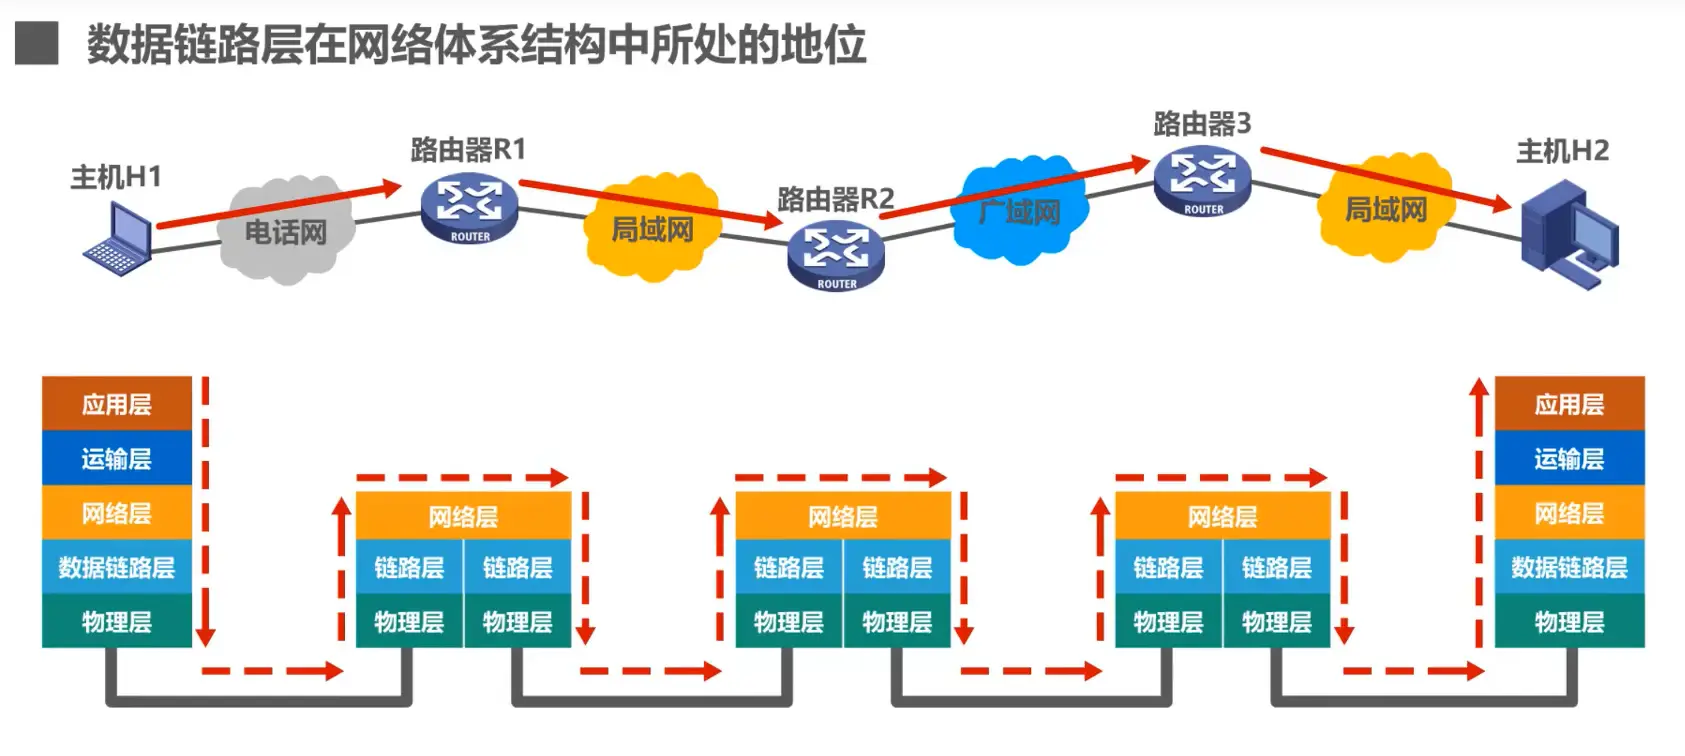 数据链路层在网络体系结构中所处的地位
主机H1
电话网
路由器R1
ROUTER
局域网
路由器R2
ROUTER
广域网
路由器3
ROUTER
局域网
主机H2
应用层
运输层
网络层
数据链路层
物理层
网络层
链路层 链路层
物理层 物理层
网络层
链路层 链路层
物理层 物理层
网络层
链路层 链路层
物理层 物理层
应用层
运输层
网络层
数据链路层
物理层